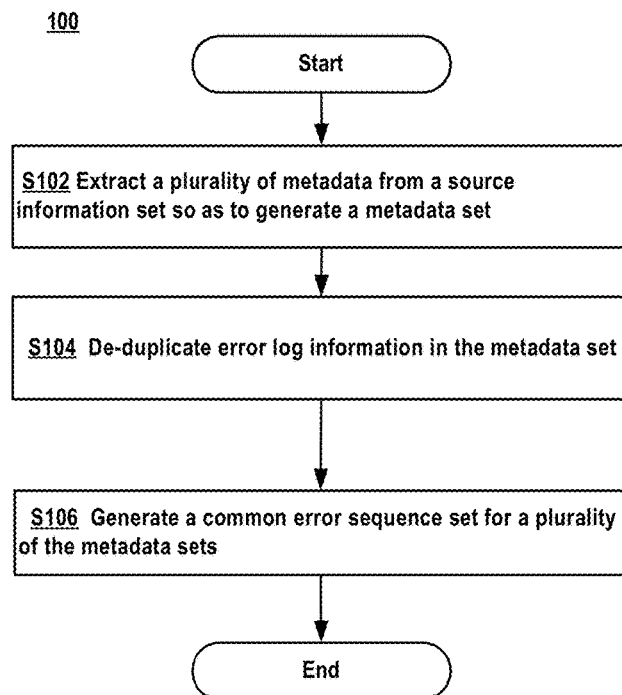 100
Start
S102 Extract a plurality of metadata from a source
information set so as to generate a metadata set
S104 De-duplicate error log information in the metadata set
S106 Generate a common error sequence set for a plurality
of the metadata sets
End